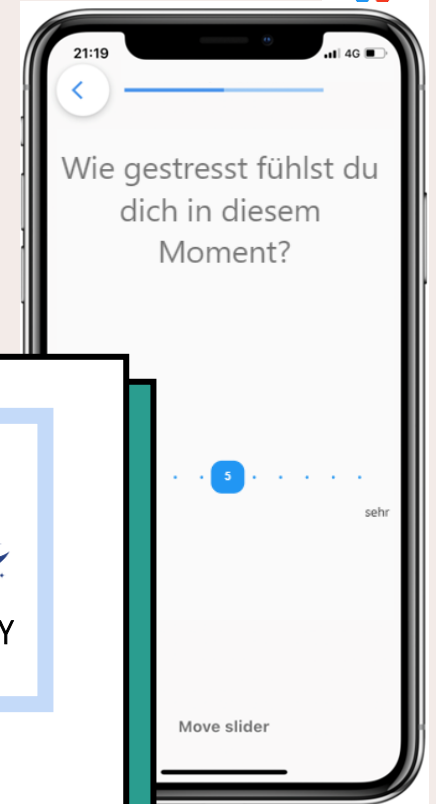 21:19
4G
Wie gestresst fühlst du
dich in diesem
Moment?
5
sehr
Y
Move slider